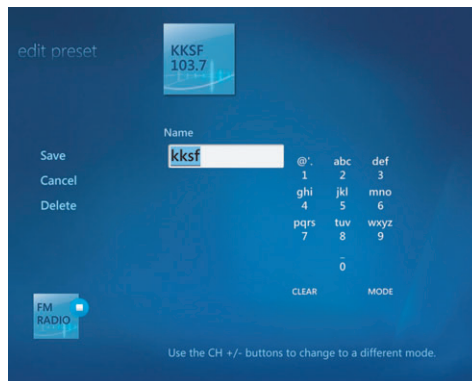 edit preset
KKSF
103.7
Name
kksf
Save
Cancel
Delete
@'. abc def
1 2 3
ghi jkl mno
4 5 6
pqrs tuv wxyz
7 8 9
_
0
CLEAR MODE
FM
RADIO
Use the CH +/- buttons to change to a different mode.